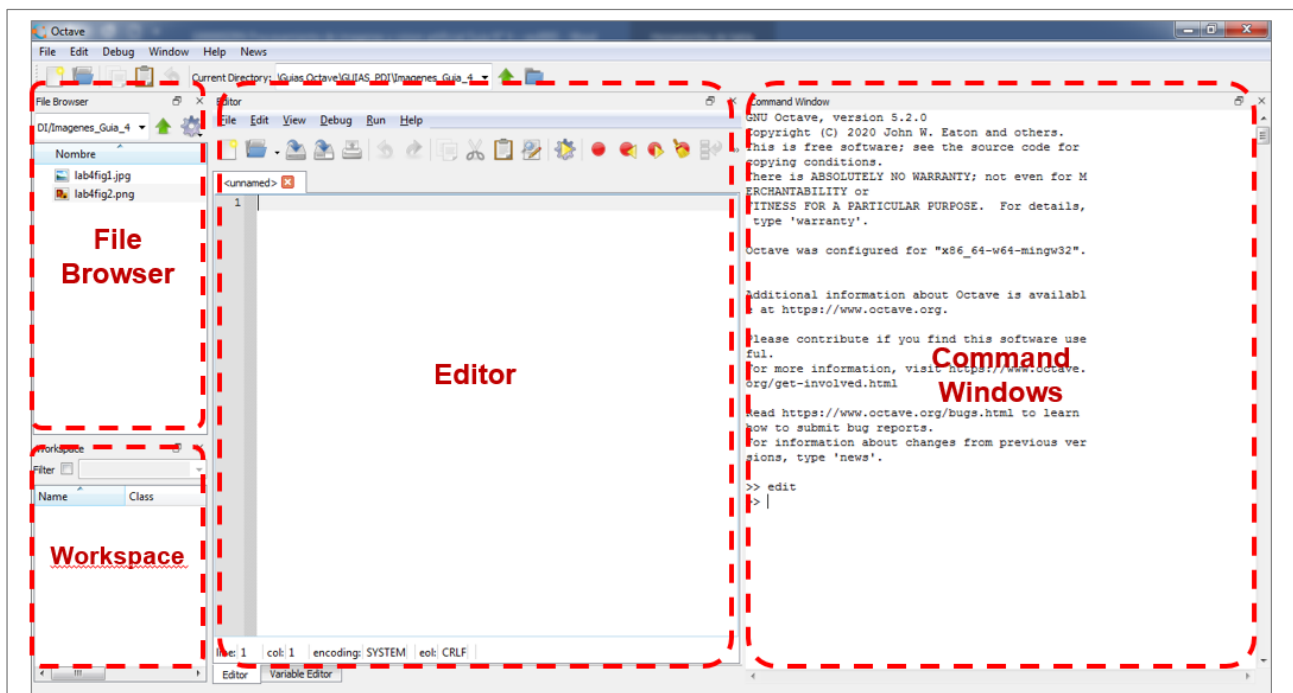 Octave
File Edit Debug Window Help News
Current Directory: \Guias Octave\GUIAS_PDI\Imagenes_Guia_4
File Browser
DI/Imagenes_Guia_4
Nombre
lab4fig1.jpg
lab4fig2.png
File
Browser
Workspace
Filter
Name Class
Workspace
Editor
File Edit View Debug Run Help
<unnamed>
1
Editor
line: 1 col: 1 encoding: SYSTEM eol: CRLF
Editor Variable Editor
Command Window
GNU Octave, version 5.2.0
Copyright (C) 2020 John W. Eaton and others.
This is free software; see the source code for
copying conditions.
There is ABSOLUTELY NO WARRANTY; not even for M
ERCHANTABILITY or
FITNESS FOR A PARTICULAR PURPOSE. For details,
type 'warranty'.
Octave was configured for "x86_64-w64-mingw32".
Additional information about Octave is availabl
e at https://www.octave.org.
Please contribute if you find this software use
ful.
For more information, visit https://www.octave.
org/get-involved.html
Read https://www.octave.org/bugs.html to learn
how to submit bug reports.
For information about changes from previous ver
sions, type 'news'.
>> edit
>>
Command
Windows